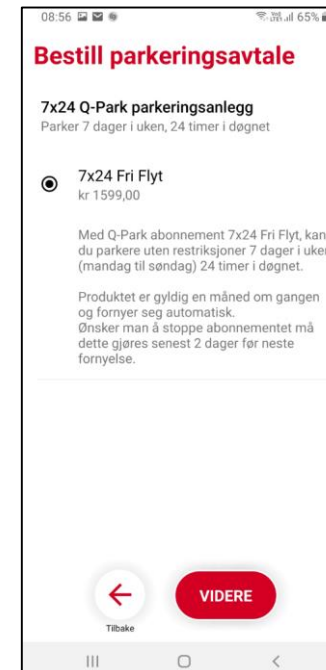 08:56 65%
Bestill parkeringsavtale
7x24 Q-Park parkeringsanlegg
Parker 7 dager i uken, 24 timer i døgnet
7x24 Fri Flyt
kr 1599,00
Med Q-Park abonnement 7x24 Fri Flyt, kan
du parkere uten restriksjoner 7 dager i uken
(mandag til søndag) 24 timer i døgnet.
Produktet er gyldig en måned om gangen
og fornyer seg automatisk.
Ønsker man å stoppe abonnementet må
dette gjøres senest 2 dager før neste
fornyelse.
VIDERE
Tilbake